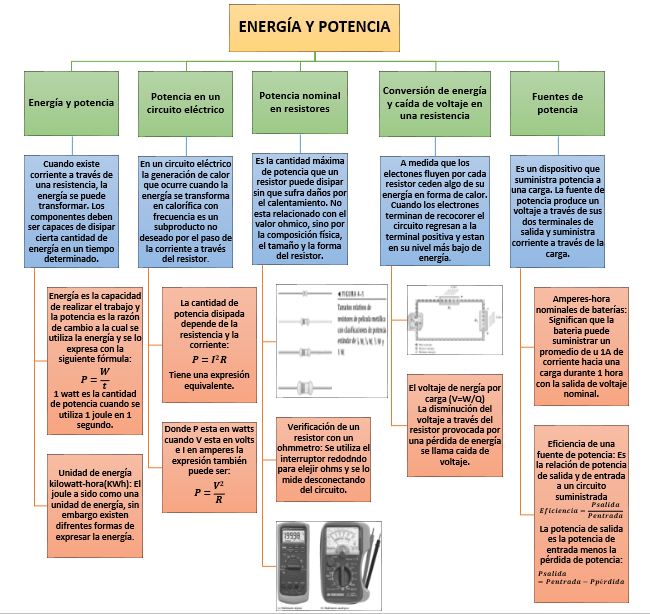 ENERGÍA Y POTENCIA
Energía y potencia
Cuando existe
corriente a través de
una resistencia, la
energía se puede
transformar. Los
componentes deben
ser capaces de disipar
cierta cantidad de
energía en un tiempo
determinado.
Energía es la capacidad
de realizar el trabajo y
la potencia es la razón
de cambio a la cual se
utiliza la energía y se lo
expresa con la
siguiente fórmula:
P = W/t
1 watt es la cantidad
de potencia cuando se
utiliza 1 joule en 1
segundo.
Unidad de energía
kilowatt-hora(KWh): El
joule a sido como una
unidad de energía, sin
embargo existen
difrentes formas de
expresar la energía.
Potencia en un
circuito eléctrico
En un circuito eléctrico
la generación de calor
que ocurre cuando la
energía se transforma
en calorífica con
frecuencia es un
subproducto no
deseado por el paso de
la corriente a través
del resistor.
La cantidad de
potencia disipada
depende de la
resistencia y la
corriente:
P = I²R
Tiene una expresión
equivalente.
Donde P esta en watts
cuando V esta en volts
e I en amperes la
expresión también
puede ser:
P = V²/R
Potencia nominal
en resistores
Es la cantidad máxima
de potencia que un
resistor puede disipar
sin que sufra daños por
el calentamiento. No
esta relacionado con el
valor ohmico, sino por
la composición física,
el tamaño y la forma
del resistor.
Tamaños relativos de
resistores de película metálica
con clasificaciones de potencia
Verificación de un
resistor con un
ohmmetro: Se utiliza el
interruptor redodndo
para elejir ohms y se lo
mide desconectando
del circuito.
Conversión de energía
y caída de voltaje en
una resistencia
A medida que los
electones fluyen por cada
resistor ceden algo de su
energía en forma de calor.
Cuando los electrones
terminan de recocorer el
circuito regresan a la
terminal positiva y estan
en su nivel más bajo de
energía.
El voltaje de nergía por
carga (V=W/Q)
La disminución del
voltaje a través del
resistor provocada por
una pérdida de energía
se llama caida de
voltaje.
Fuentes de
potencia
Es un dispositivo que
suministra potencia a
una carga. La fuente de
potencia produce un
voltaje a través de sus
dos terminales de
salida y suministra
corriente a través de la
carga.
Amperes-hora
nominales de baterías:
Significan que la
bateria puede
suministrar un
promedio de u 1A de
corriente hacia una
carga durante 1 hora
con la salida de voltaje
nominal.
Eficiencia de una
fuente de potencia: Es
la relación de potencia
de salida y de entrada
a un circuito
suministrada
Eficiencia = Psalida/Pentrada
La potencia de salida
es la potencia de
entrada menos la
pérdida de potencia:
Psalida
= Pentrada − Ppérdida